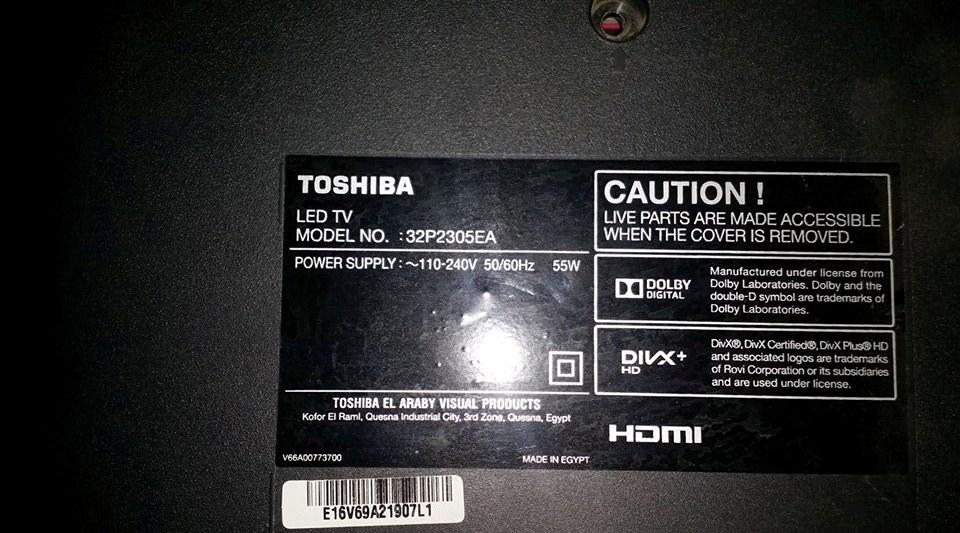 TOSHIBA
LED TV
MODEL NO. : 32P2305EA
POWER SUPPLY : ~110-240V 50/60Hz 55W
TOSHIBA EL ARABY VISUAL PRODUCTS
Kofor El Raml, Quesna Industrial City, 3rd Zone, Quesna, Egypt
V66A00773700
MADE IN EGYPT
CAUTION !
LIVE PARTS ARE MADE ACCESSIBLE
WHEN THE COVER IS REMOVED.
DOLBY
DIGITAL
Manufactured under license from
Dolby Laboratories. Dolby and the
double-D symbol are trademarks of
Dolby Laboratories.
DIVX+
HD
DivX®, DivX Certified®, DivX Plus® HD
and associated logos are trademarks
of Rovi Corporation or its subsidiaries
and are used under license.
HDMI
E16V69A21907L1